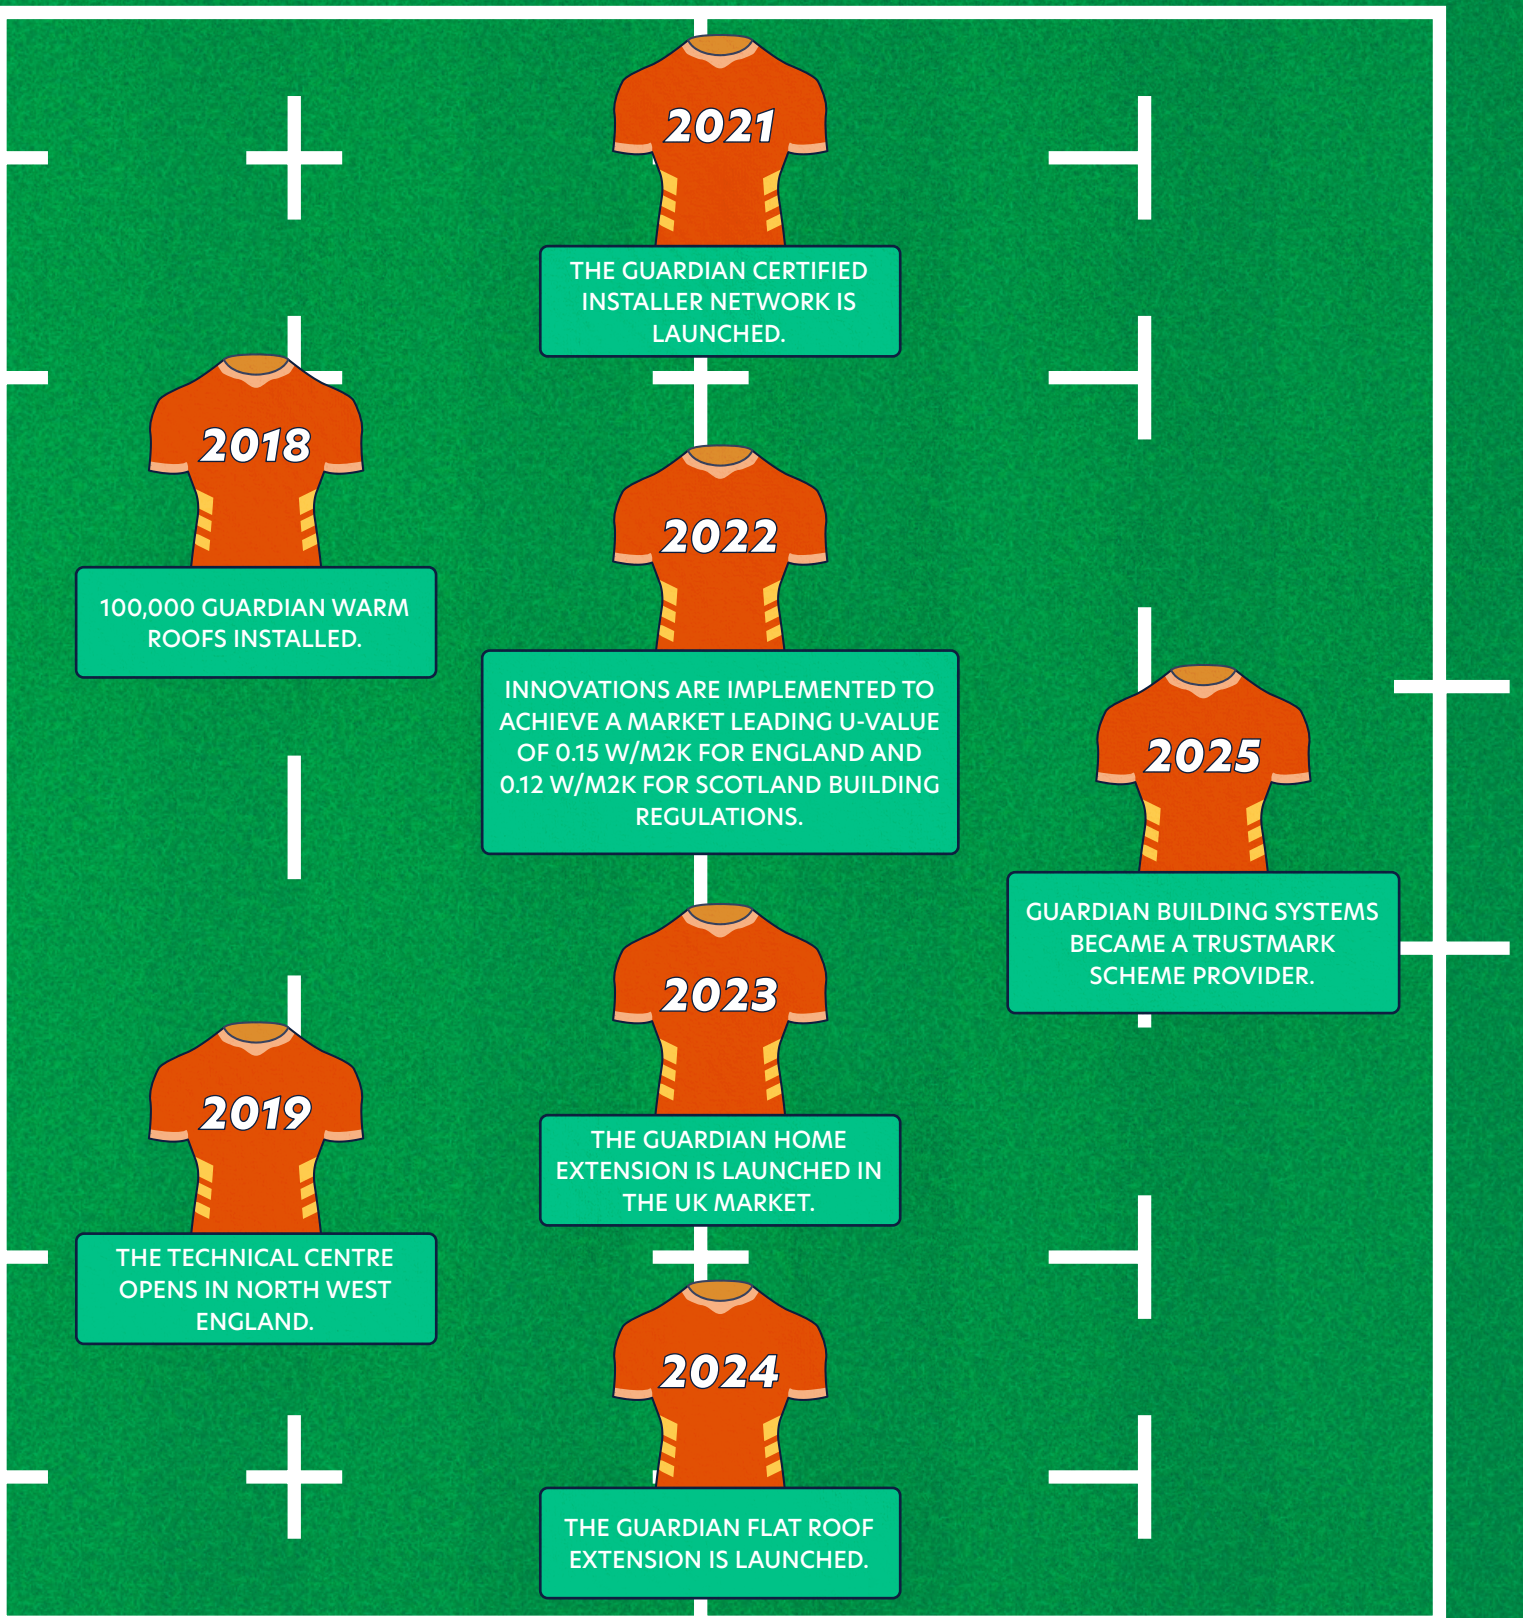 2018
100,000 GUARDIAN WARM
ROOFS INSTALLED.
2019
THE TECHNICAL CENTRE
OPENS IN NORTH WEST
ENGLAND.
2021
THE GUARDIAN CERTIFIED
INSTALLER NETWORK IS
LAUNCHED.
2022
INNOVATIONS ARE IMPLEMENTED TO
ACHIEVE A MARKET LEADING U-VALUE
OF 0.15 W/M2K FOR ENGLAND AND
0.12 W/M2K FOR SCOTLAND BUILDING
REGULATIONS.
2023
THE GUARDIAN HOME
EXTENSION IS LAUNCHED IN
THE UK MARKET.
2024
THE GUARDIAN FLAT ROOF
EXTENSION IS LAUNCHED.
2025
GUARDIAN BUILDING SYSTEMS
BECAME A TRUSTMARK
SCHEME PROVIDER.